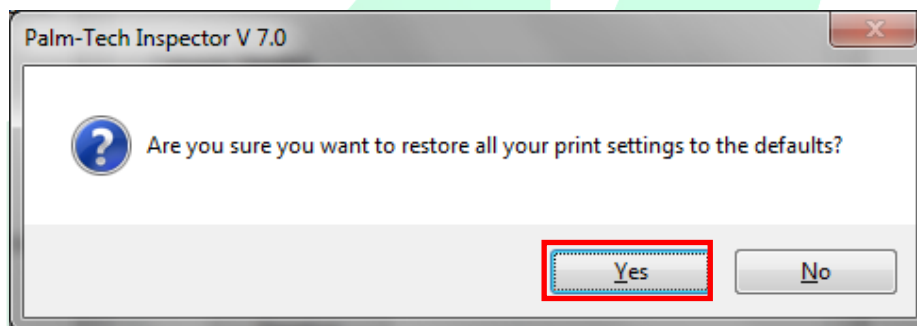 Palm-Tech Inspector V 7.0
Are you sure you want to restore all your print settings to the defaults?
Yes
No